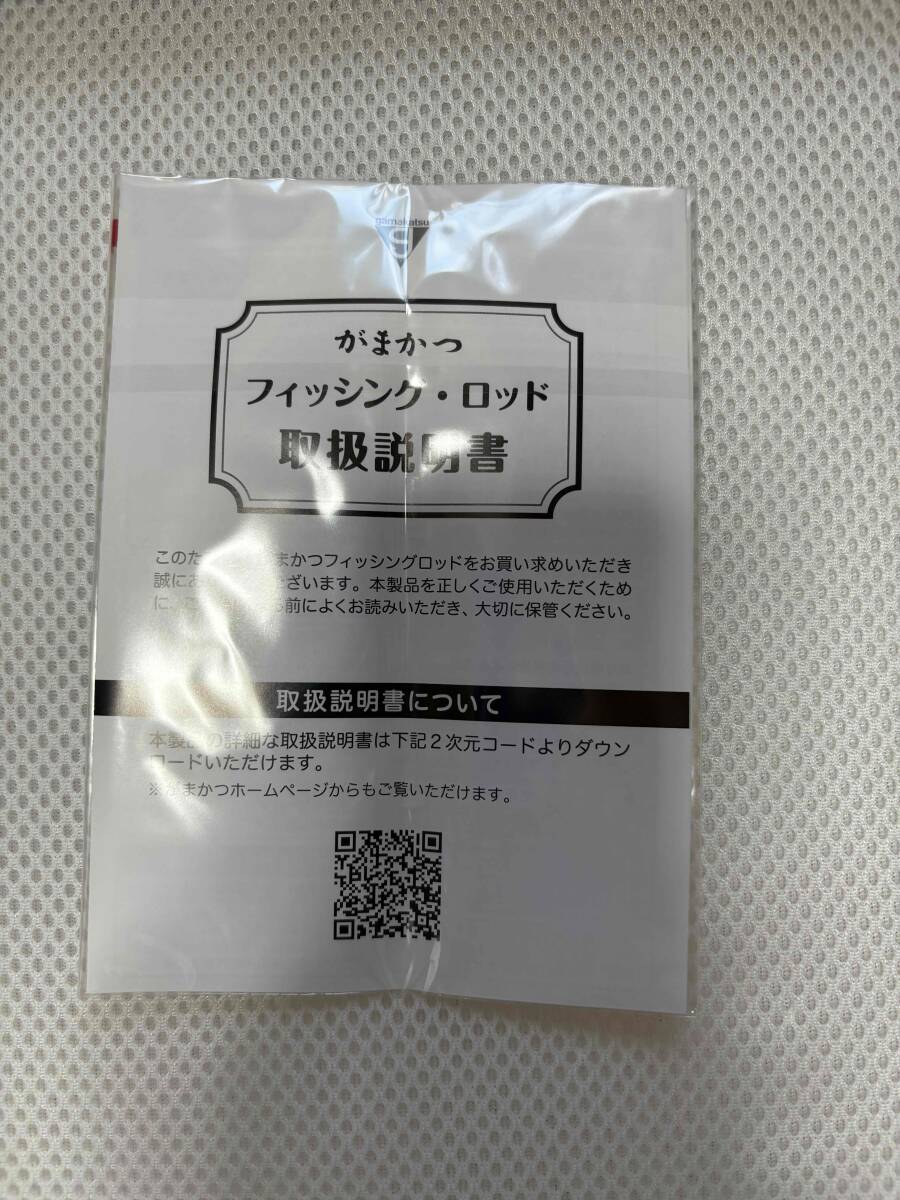 gamakatsu
がまかつ
フィッシング・ロッド
取扱説明書
このた まかつフィッシングロッドをお買い求めいただき
誠にあ ざいます。本製品を正しくご使用いただくため
に、こ 前によくお読みいただき、大切に保管ください。
取扱説明書について
本製品の詳細な取扱説明書は下記2次元コードよりダウン
ロードいただけます。
※がまかつホームページからもご覧いただけます。